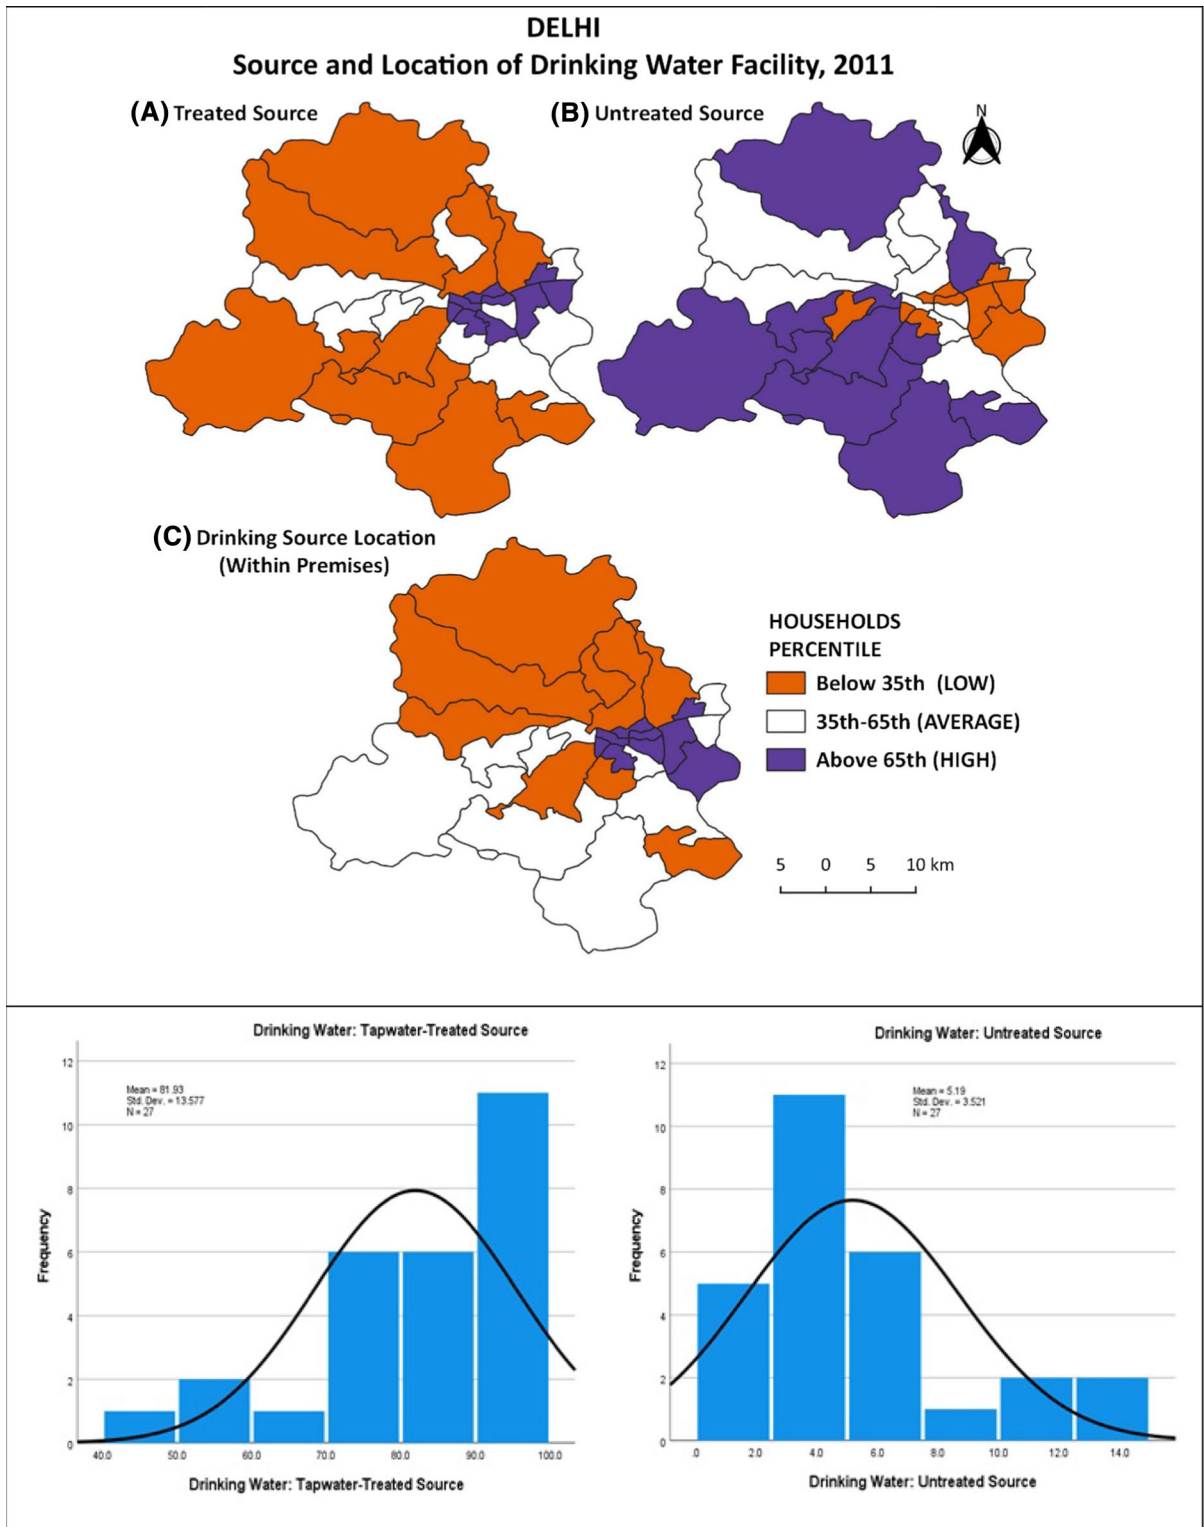 DELHI
Source and Location of Drinking Water Facility, 2011
(A) Treated Source
(B) Untreated Source
N
(C) Drinking Source Location
(Within Premises)
HOUSEHOLDS
PERCENTILE
Below 35th (LOW)
35th-65th (AVERAGE)
Above 65th (HIGH)
5 0 5 10 km
Drinking Water: Tapwater-Treated Source
Mean = 81.93
Std. Dev. = 13.577
N = 27
Frequency
12
10
8
6
4
2
0
40.0 50.0 60.0 70.0 80.0 90.0 100.0
Drinking Water: Tapwater-Treated Source
Drinking Water: Untreated Source
Mean = 5.19
Std. Dev. = 3.521
N = 27
Frequency
12
10
8
6
4
2
0
.0 2.0 4.0 6.0 8.0 10.0 12.0 14.0
Drinking Water: Untreated Source